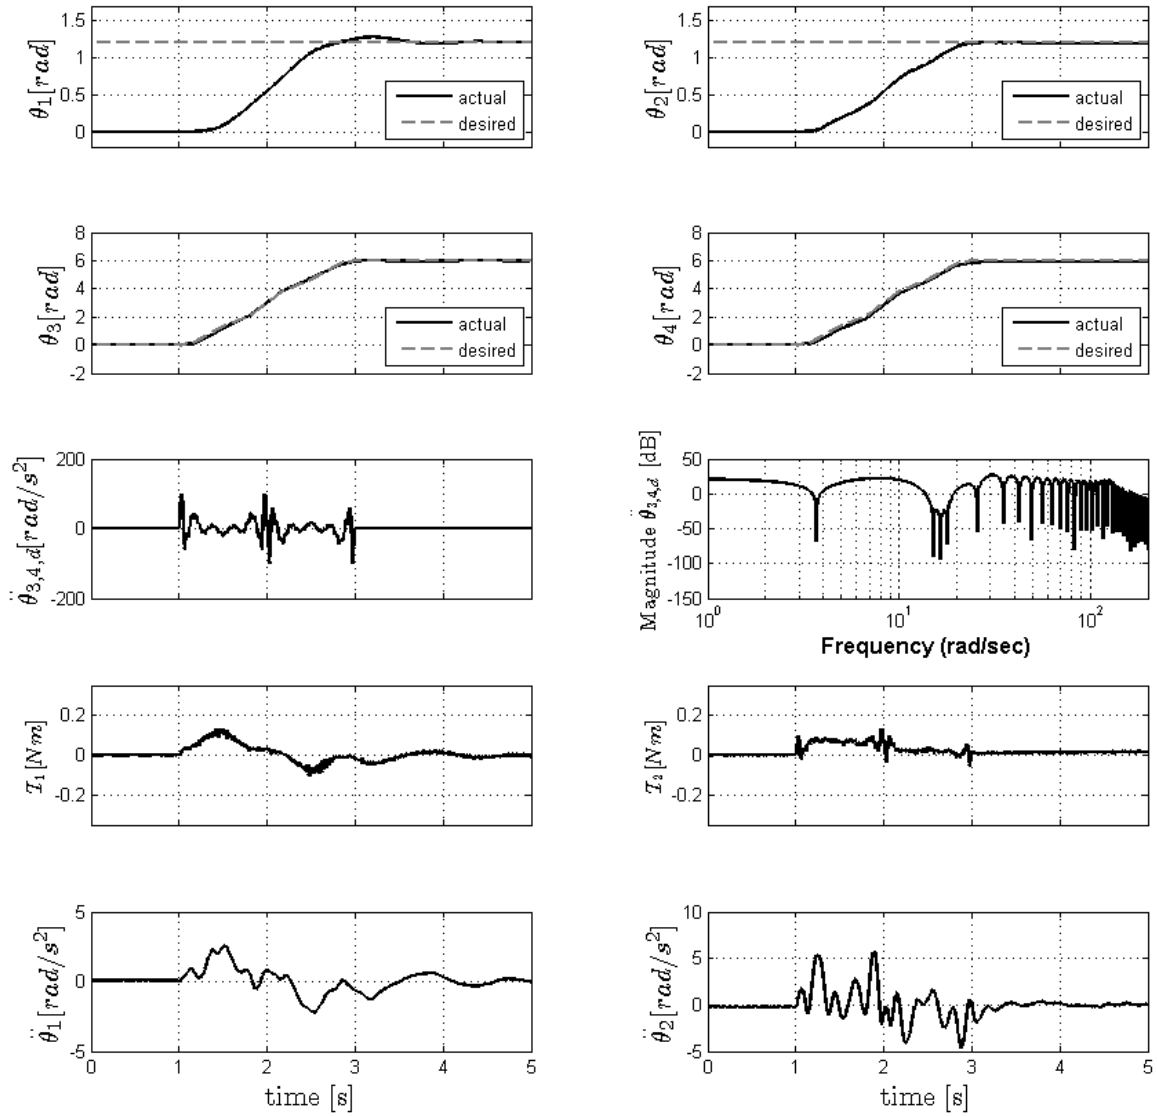 θ₁[rad]
1.5
1
0.5
0
actual
desired
θ₂[rad]
1.5
1
0.5
0
actual
desired
θ₃[rad]
8
6
4
2
0
-2
actual
desired
θ₄[rad]
8
6
4
2
0
-2
actual
desired
θ̈₃,₄,d[rad/s²]
200
0
-200
Magnitude θ̈₃,₄,d [dB]
50
0
-50
-100
-150
10⁰ 10¹ 10²
Frequency (rad/sec)
𝓘₁[Nm]
0.2
0
-0.2
𝓘₂[Nm]
0.2
0
-0.2
θ̈₁[rad/s²]
5
0
-5
0 1 2 3 4 5
time [s]
θ̈₂[rad/s²]
10
5
0
-5
0 1 2 3 4 5
time [s]